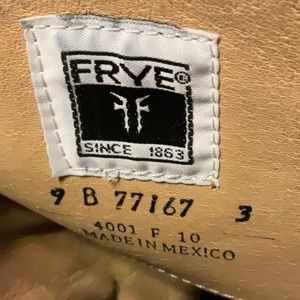 FRYE®
SINCE 1863
9 B 77167 3
4001 F 10
MADE IN MEXICO